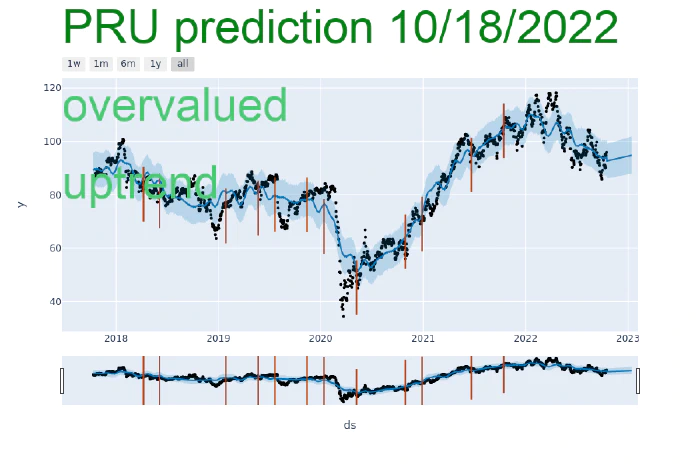 PRU prediction 10/18/2022
1w 1m 6m 1y all
120
overvalued
100
uptrend
80
y
60
40
2018 2019 2020 2021 2022 2023
ds